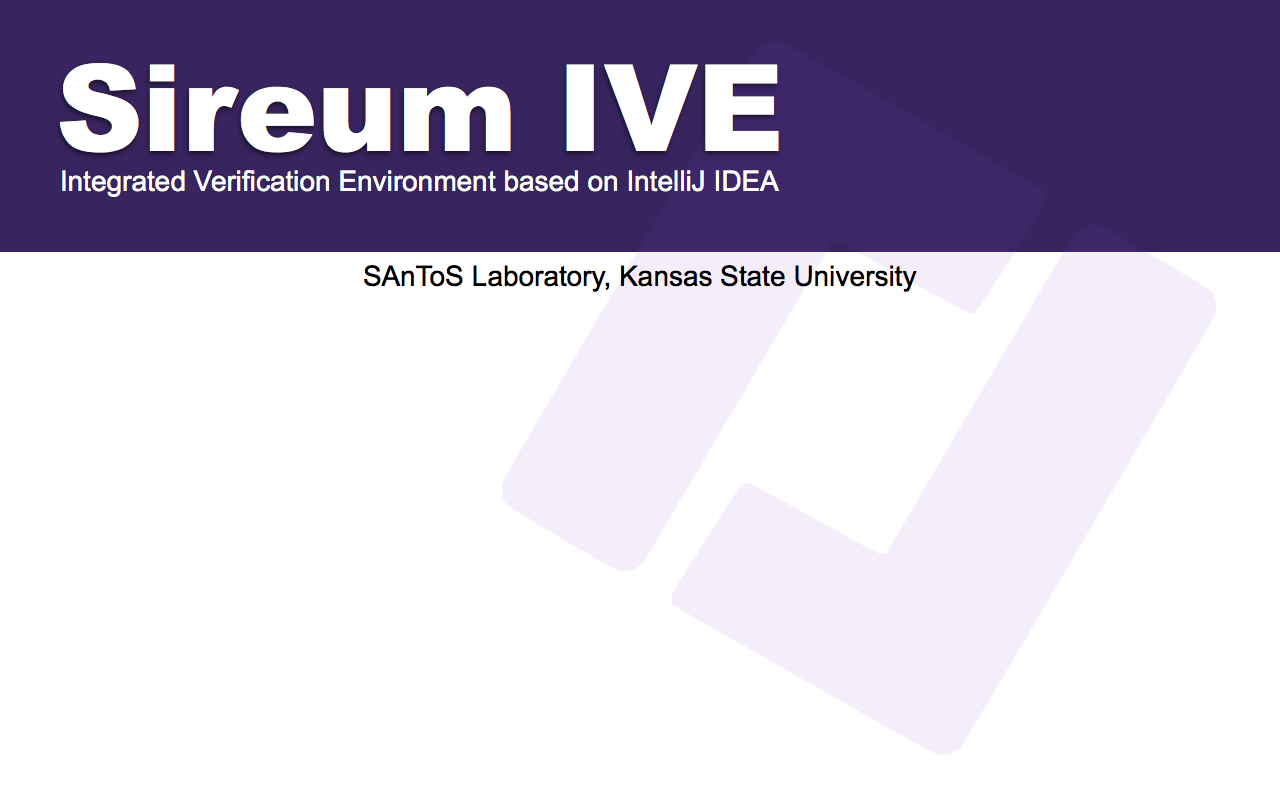 Sireum IVE
Integrated Verification Environment based on IntelliJ IDEA
SAnToS Laboratory, Kansas State University